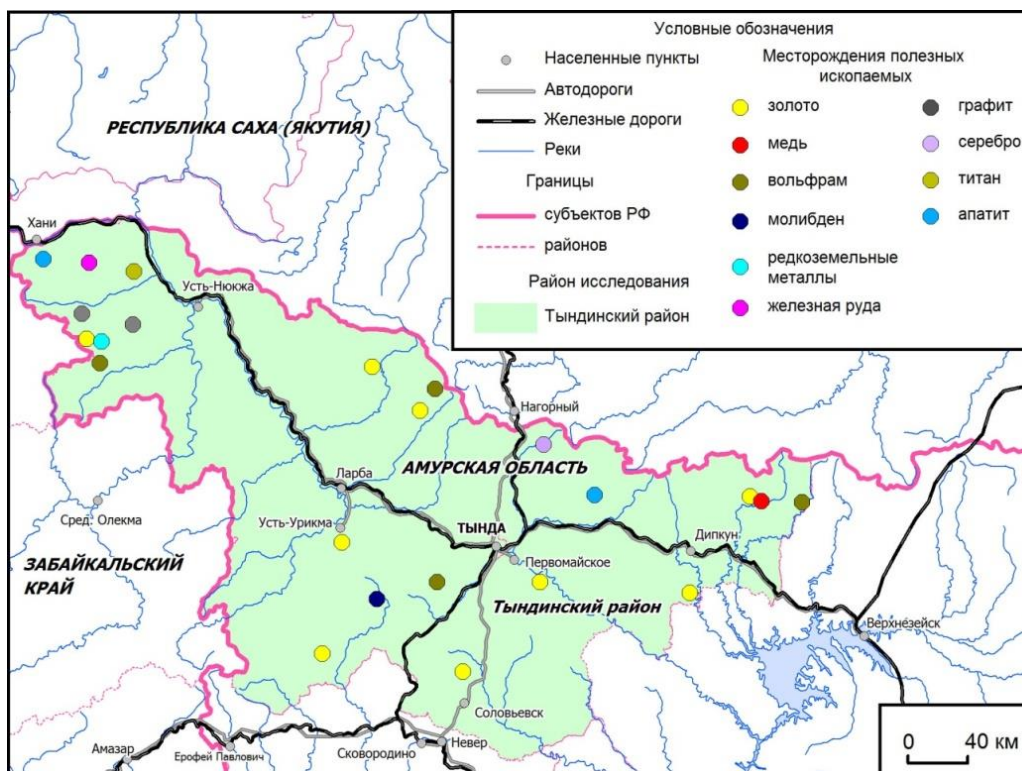 Условные обозначения
Населенные пункты
Автодороги
Железные дороги
Реки
Границы
субъектов РФ
районов
Район исследования
Тындинский район
Месторождения полезных
ископаемых
золото
медь
вольфрам
молибден
редкоземельные
металлы
железная руда
графит
серебро
титан
апатит
РЕСПУБЛИКА САХА (ЯКУТИЯ)
Хани
Усть-Нюкжа
Нагорный
АМУРСКАЯ ОБЛАСТЬ
Ларба
Сред. Олекма
Усть-Урикма
ТЫНДА
Дипкун
Первомайское
ЗАБАЙКАЛЬСКИЙ
КРАЙ
Тындинский район
Верхнезейск
Соловьевск
Амазар
Ерофей Павлович
Сковородино
Невер
0 40 км